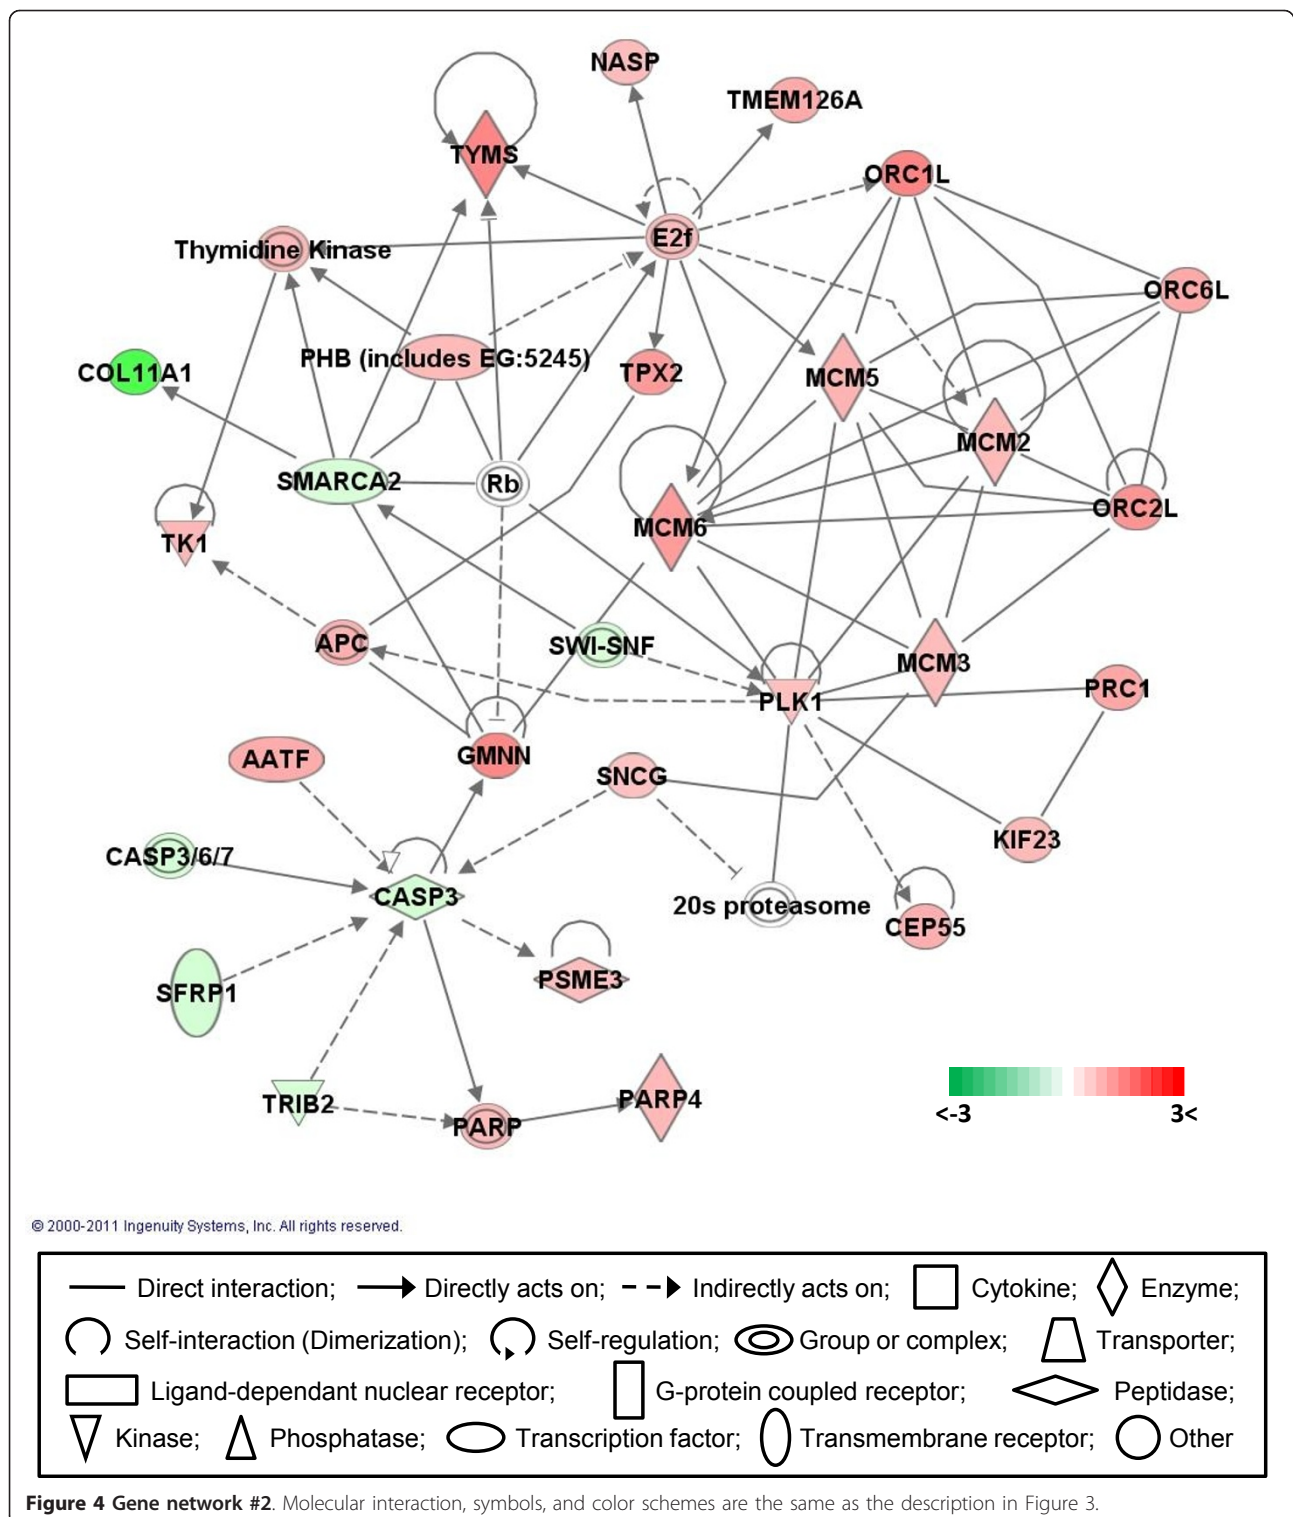 NASP
TMEM126A
TYMS
ORC1L
E2f
Thymidine Kinase
ORC6L
PHB (includes EG:5245)
COL11A1
TPX2
MCM5
MCM2
SMARCA2
Rb
ORC2L
MCM6
TK1
APC
SWI-SNF
MCM3
PLK1
PRC1
AATF
GMNN
SNCG
KIF23
CASP3/6/7
CASP3
20s proteasome
CEP55
PSME3
SFRP1
TRIB2
PARP
PARP4
<-3
3<
© 2000-2011 Ingenuity Systems, Inc. All rights reserved.
Direct interaction; Directly acts on; Indirectly acts on; Cytokine; Enzyme;
Self-interaction (Dimerization); Self-regulation; Group or complex; Transporter;
Ligand-dependant nuclear receptor; G-protein coupled receptor; Peptidase;
Kinase; Phosphatase; Transcription factor; Transmembrane receptor; Other
Figure 4 Gene network #2. Molecular interaction, symbols, and color schemes are the same as the description in Figure 3.